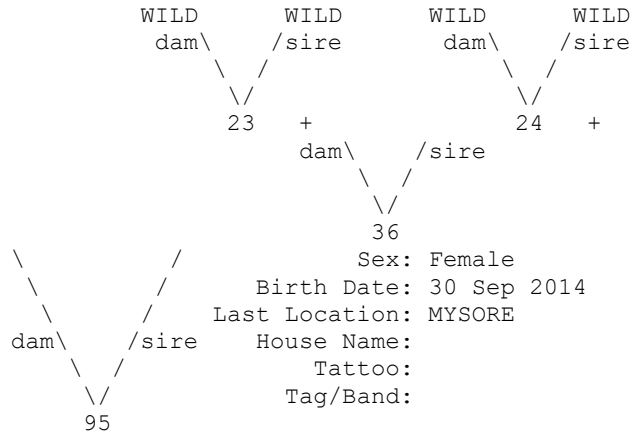 WILD WILD WILD WILD
dam\ /sire dam\ /sire
\ / \ /
\/ \/
23 + 24 +
dam\ /sire
\ /
\/
36
\ / Sex: Female
\ / Birth Date: 30 Sep 2014
\ / Last Location: MYSORE
dam\ /sire House Name:
\ / Tattoo:
\/ Tag/Band:
95